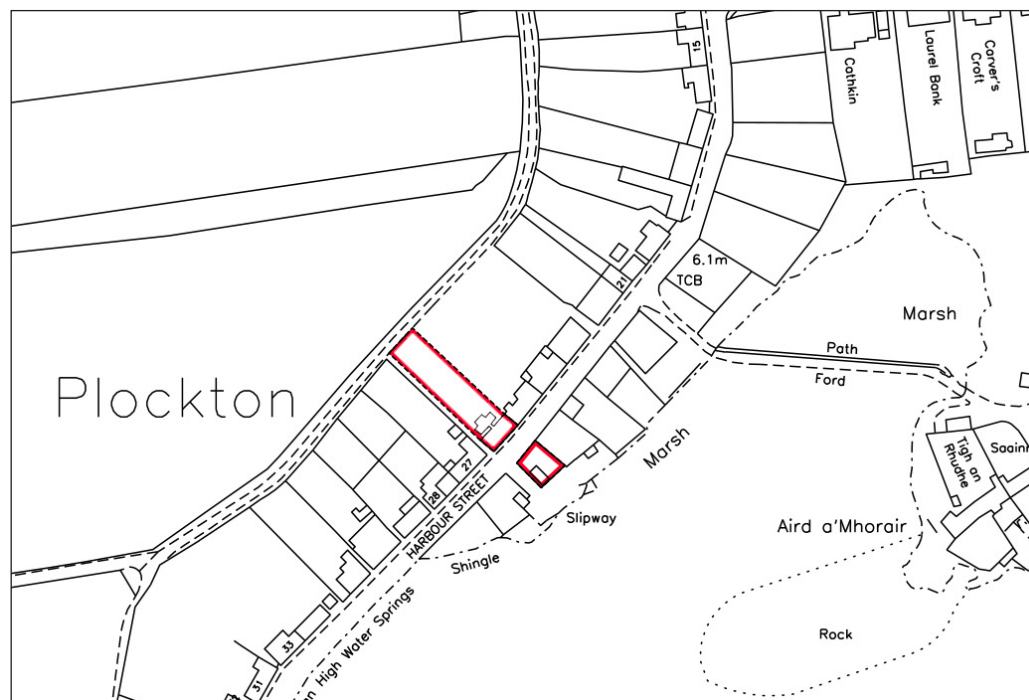 15
Cathkin
Laurel Bank
Carver's
Croft
6.1m
TCB
21
Marsh
Path
Ford
Plockton
27
28
HARBOUR STREET
Marsh
Slipway
Shingle
Tigh an
Rhudne
Aird a'Mhorair
Rock
High Water Springs
33
31